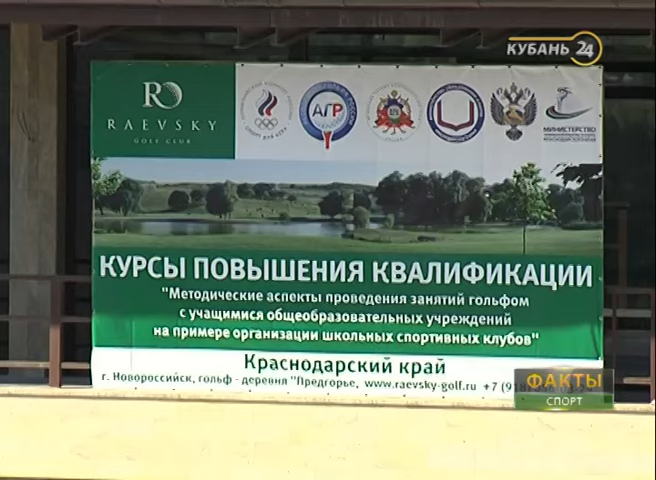 КУБАНЬ 24
RAEVSKY
GOLF CLUB
АГР
МИНИСТЕРСТВО
КУРСЫ ПОВЫШЕНИЯ КВАЛИФИКАЦИИ
"Методические аспекты проведения занятий гольфом
с учащимися общеобразовательных учреждений
на примере организации школьных спортивных клубов"
Краснодарский край
г. Новороссийск, гольф - деревня "Предгорье, www.raevsky-golf.ru +7
ФАКТЫ
СПОРТ